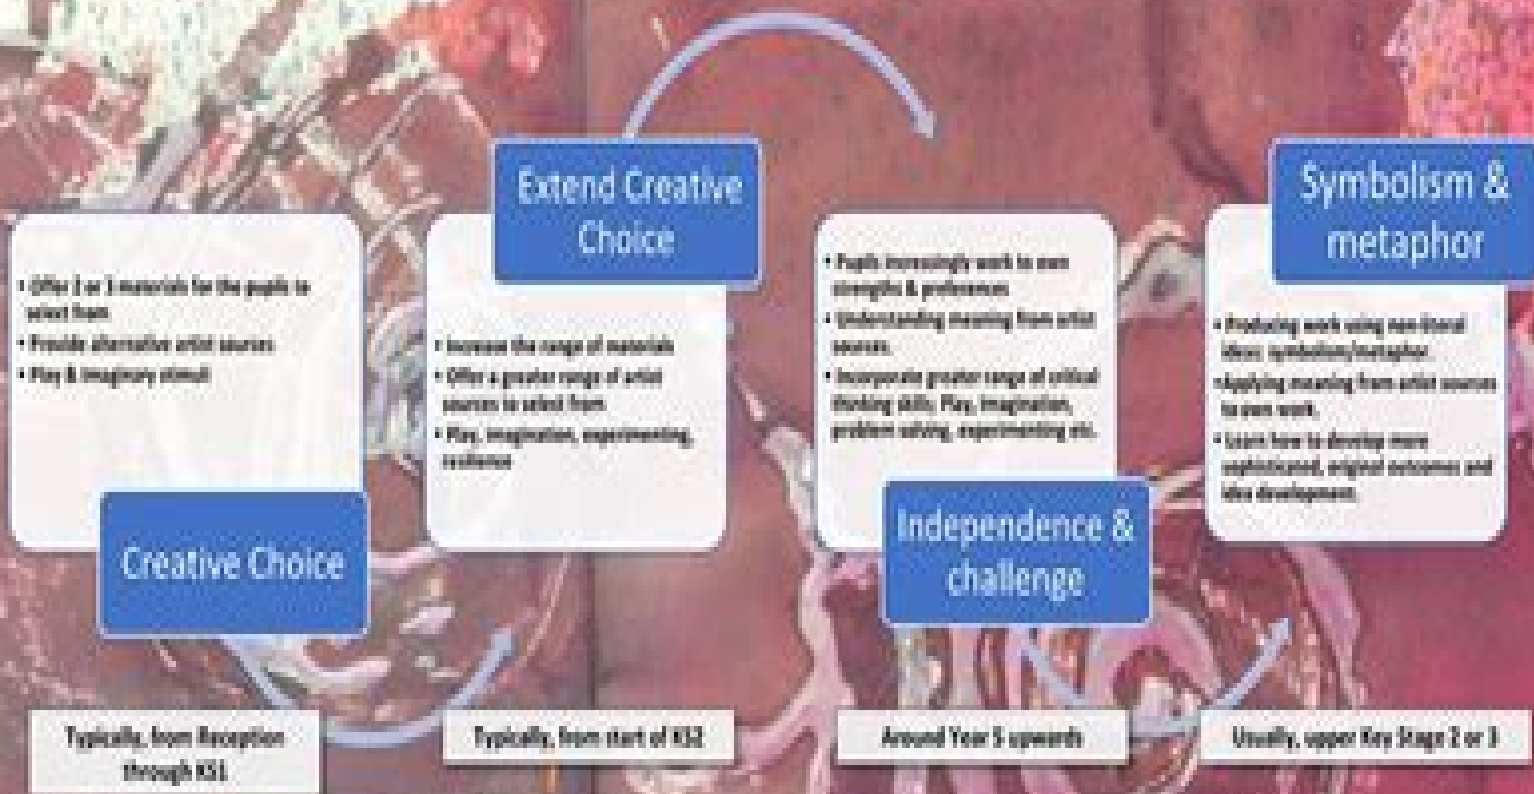 • Offer 2 or 3 materials for the pupils to
select from
• Provide alternative artist sources
• Play & Imaginary stimuli
Creative Choice
Typically, from Reception
through KS1
Extend Creative
Choice
• Increase the range of materials
• Offer a greater range of artist
sources to select from
• Play, imagination, experimenting,
resilience
Typically, from start of KS2
• Pupils increasingly work to own
strengths & preferences
• Understanding meaning from artist
sources.
• Incorporate greater range of critical
thinking skills; Play, imagination,
problem solving, experimenting etc.
Independence &
challenge
Around Year 5 upwards
Symbolism &
metaphor
• Producing work using non-literal
ideas: symbolism/metaphor.
•Applying meaning from artist sources
to own work.
• Learn how to develop more
sophisticated, original outcomes and
idea development.
Usually, upper Key Stage 2 or 3